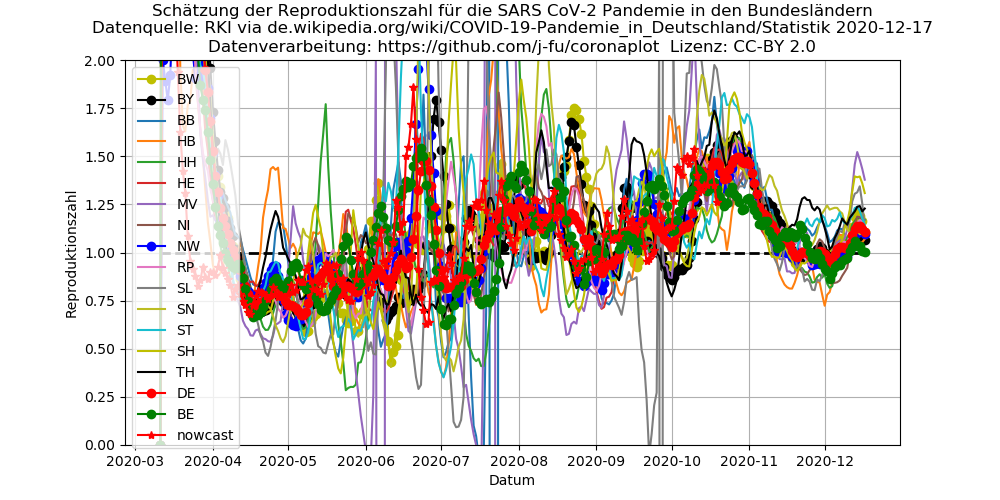 Schätzung der Reproduktionszahl für die SARS CoV-2 Pandemie in den Bundesländern
Datenquelle: RKI via de.wikipedia.org/wiki/COVID-19-Pandemie_in_Deutschland/Statistik 2020-12-17
Datenverarbeitung: https://github.com/j-fu/coronaplot  Lizenz: CC-BY 2.0
Reproduktionszahl
2.00
1.75
1.50
1.25
1.00
0.75
0.50
0.25
0.00
BW
BY
BB
HB
HH
HE
MV
NI
NW
RP
SL
SN
ST
SH
TH
DE
BE
nowcast
2020-03
2020-04
2020-05
2020-06
2020-07
2020-08
2020-09
2020-10
2020-11
2020-12
Datum